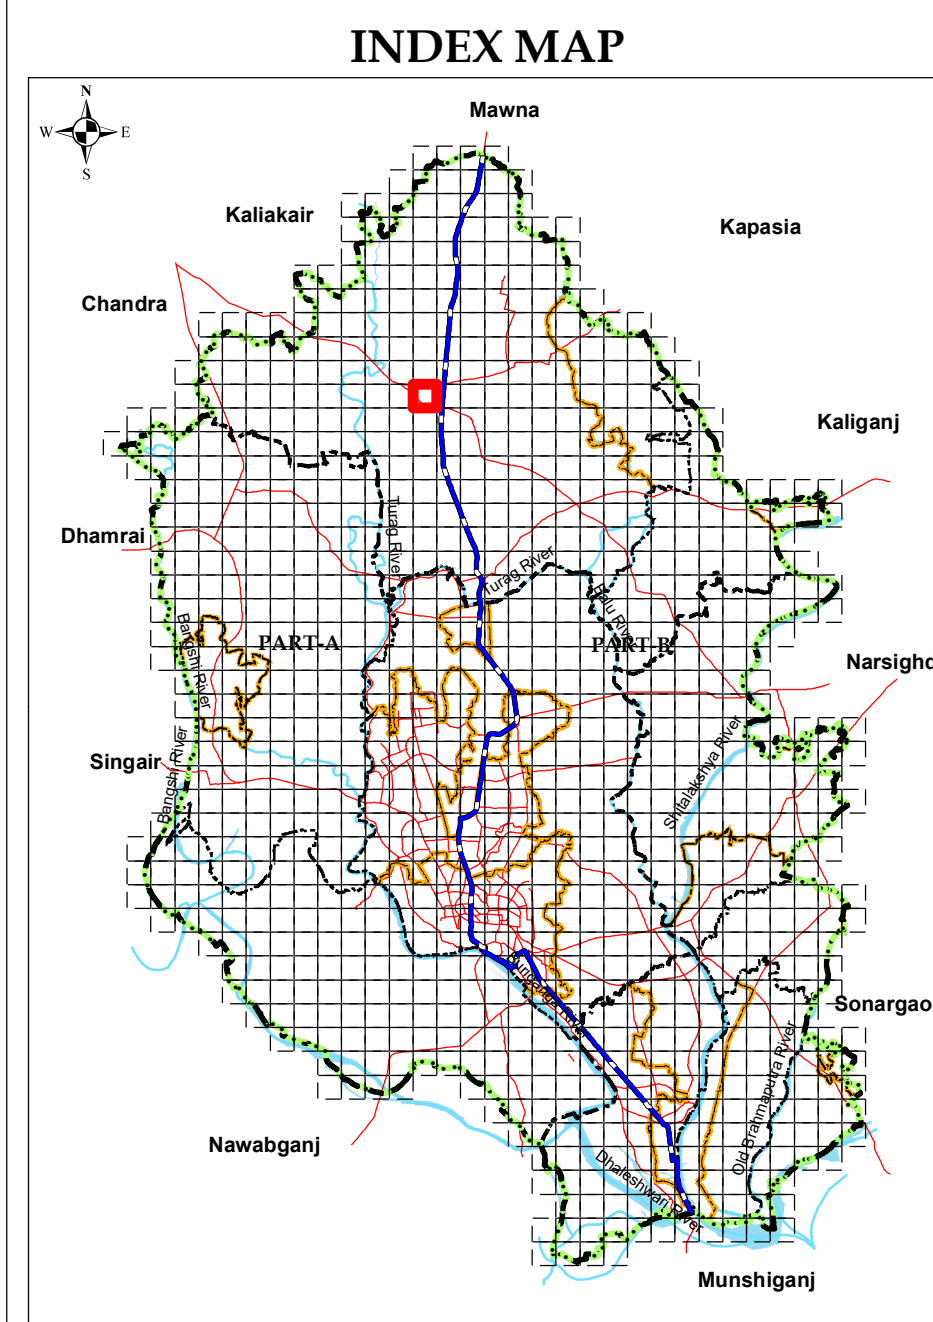 INDEX MAP
N
W E
S
Mawna
Kaliakair
Kapasia
Chandra
Kaliganj
Turag River
Dhamrai
Turag River
Balu River
Bangshi River
PART-A
PART-B
Narsighd
Shitalakshya River
Singair
Bangshi River
Buriganga River
Sonargao
Old Brahmaputra River
Nawabganj
Dhaleshwari River
Munshiganj